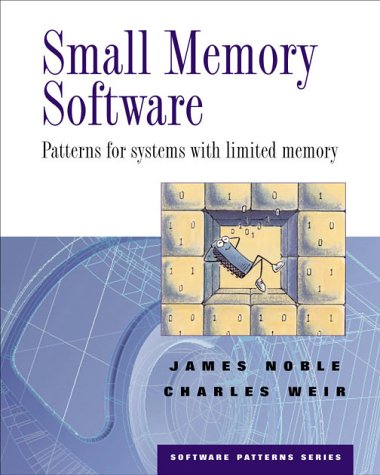 Small Memory
Software
Patterns for systems with limited memory
JAMES NOBLE
CHARLES WEIR
SOFTWARE PATTERNS SERIES